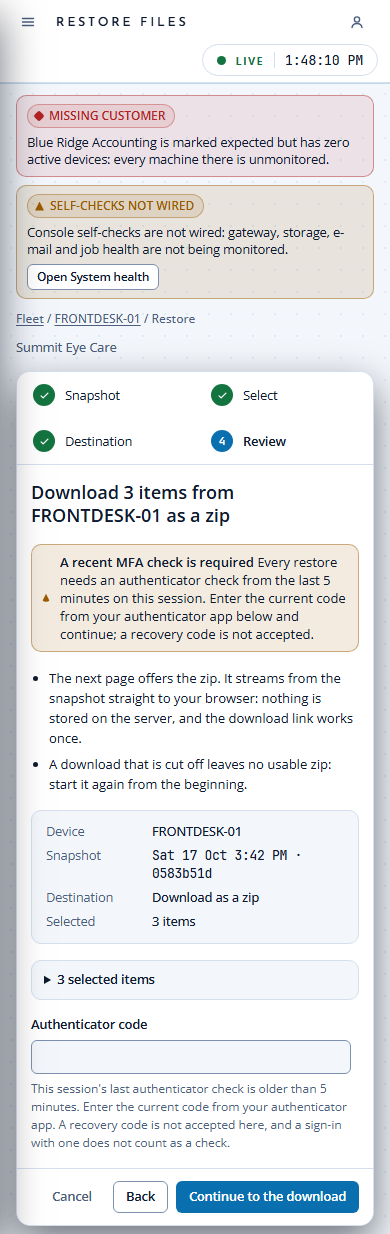 RESTORE FILES
LIVE 1:48:10 PM
MISSING CUSTOMER
Blue Ridge Accounting is marked expected but has zero
active devices: every machine there is unmonitored.
SELF-CHECKS NOT WIRED
Console self-checks are not wired: gateway, storage, e-
mail and job health are not being monitored.
Open System health
Fleet / FRONTDESK-01 / Restore
Summit Eye Care
Snapshot
Select
Destination
4 Review
Download 3 items from
FRONTDESK-01 as a zip
A recent MFA check is required Every restore
needs an authenticator check from the last 5
minutes on this session. Enter the current code
from your authenticator app below and
continue; a recovery code is not accepted.
• The next page offers the zip. It streams from the
snapshot straight to your browser: nothing is
stored on the server, and the download link works
once.
• A download that is cut off leaves no usable zip:
start it again from the beginning.
Device FRONTDESK-01
Snapshot Sat 17 Oct 3:42 PM ·
0583b51d
Destination Download as a zip
Selected 3 items
3 selected items
Authenticator code
This session's last authenticator check is older than 5
minutes. Enter the current code from your authenticator
app. A recovery code is not accepted here, and a sign-in
with one does not count as a check.
Cancel
Back
Continue to the download